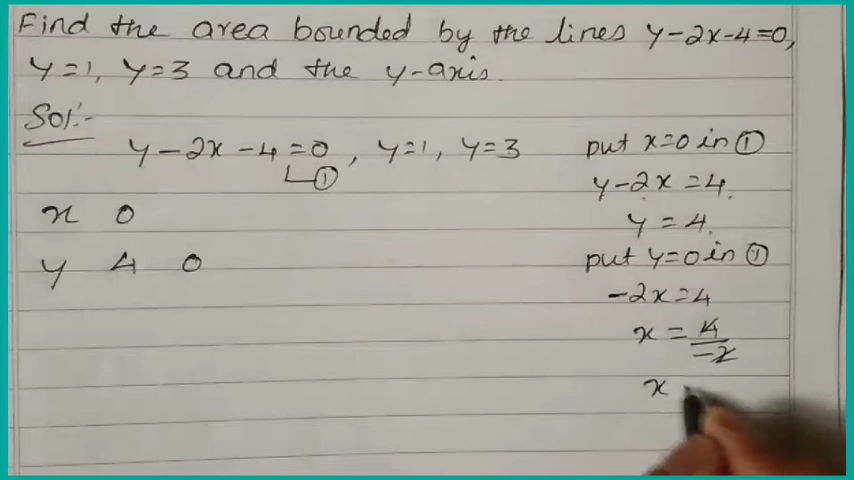 Find the area bounded by the lines y-2x-4=0,
y=1, y=3 and the y-axis.
Sol:-
y-2x-4=0, y=1, y=3
①
x 0
y 4 0
put x=0 in ①
y-2x=4.
y=4.
put y=0 in ①
-2x=4
x=4/-2
x